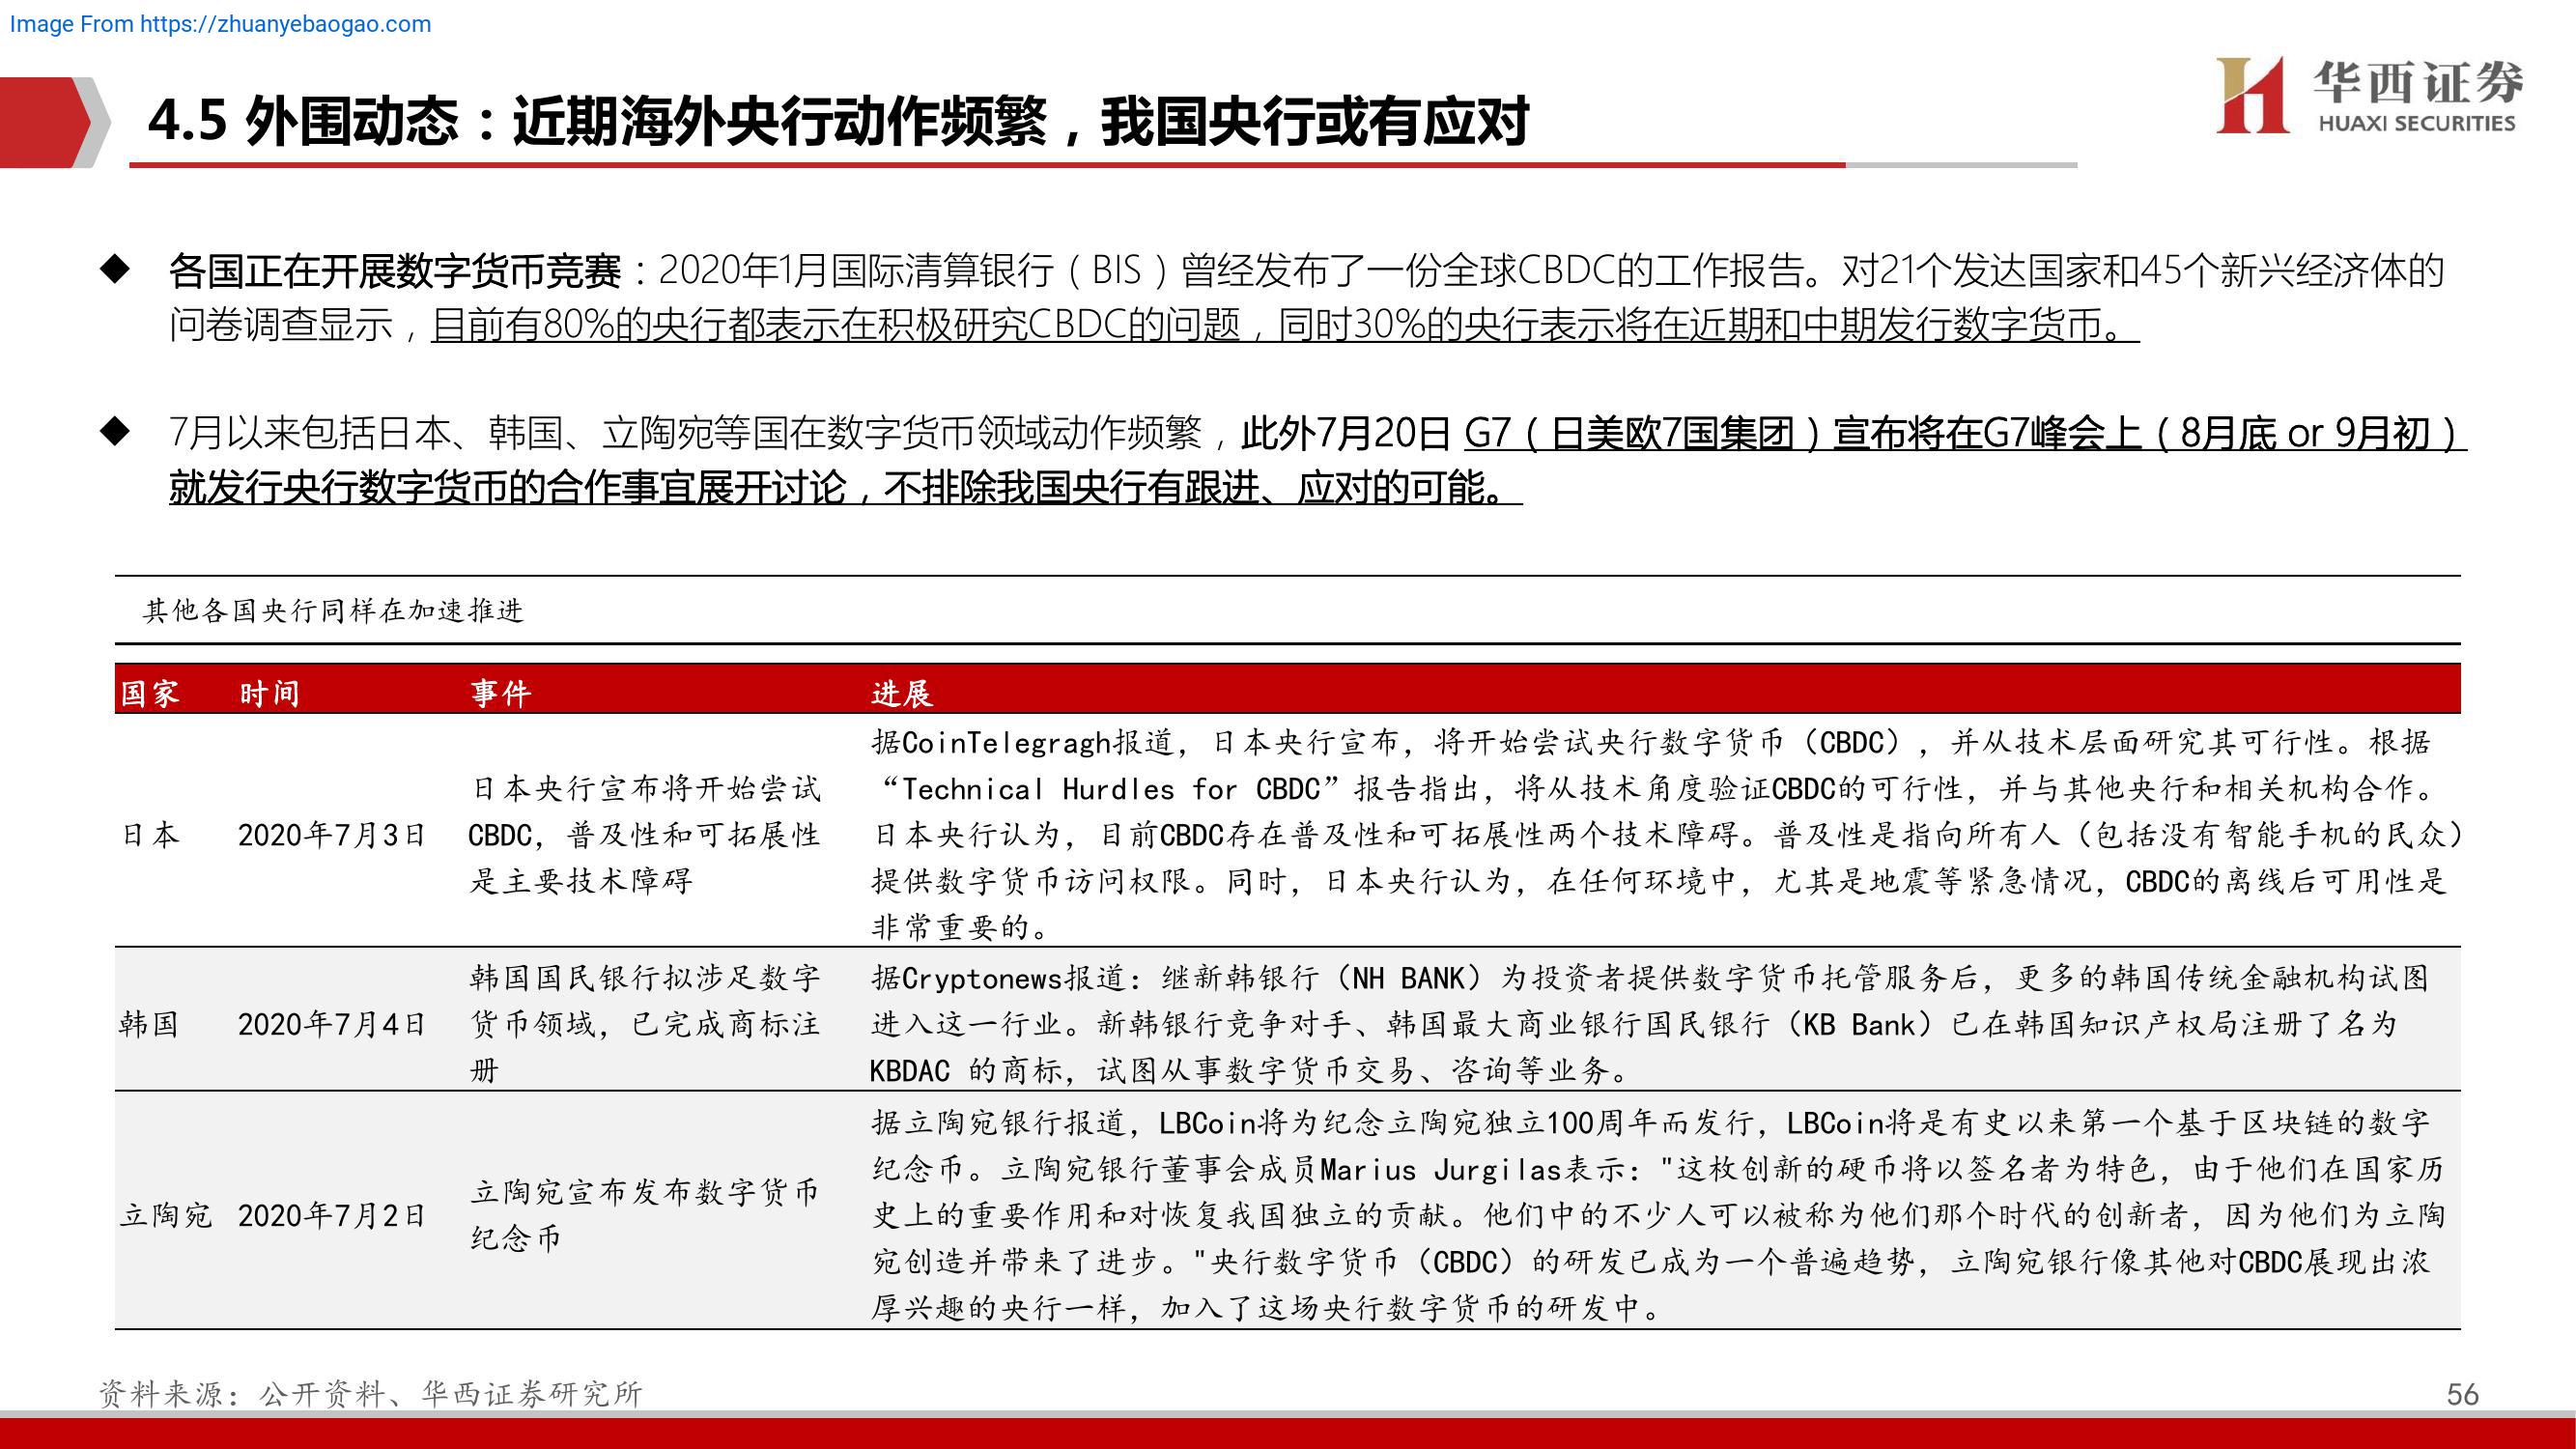 Image From https://zhuanyebaogao.com
华西证券
HUAXI SECURITIES
4.5 外围动态：近期海外央行动作频繁，我国央行或有应对
◆ 各国正在开展数字货币竞赛：2020年1月国际清算银行（BIS）曾经发布了一份全球CBDC的工作报告。对21个发达国家和45个新兴经济体的
问卷调查显示，目前有80%的央行都表示在积极研究CBDC的问题，同时30%的央行表示将在近期和中期发行数字货币。
◆ 7月以来包括日本、韩国、立陶宛等国在数字货币领域动作频繁，此外7月20日 G7（日美欧7国集团）宣布将在G7峰会上（8月底 or 9月初）
就发行央行数字货币的合作事宜展开讨论，不排除我国央行有跟进、应对的可能。
其他各国央行同样在加速推进
国家 时间 事件 进展
日本 2020年7月3日
日本央行宣布将开始尝试
CBDC，普及性和可拓展性
是主要技术障碍
据CoinTelegragh报道，日本央行宣布，将开始尝试央行数字货币（CBDC），并从技术层面研究其可行性。根据
“Technical Hurdles for CBDC”报告指出，将从技术角度验证CBDC的可行性，并与其他央行和相关机构合作。
日本央行认为，目前CBDC存在普及性和可拓展性两个技术障碍。普及性是指向所有人（包括没有智能手机的民众）
提供数字货币访问权限。同时，日本央行认为，在任何环境中，尤其是地震等紧急情况，CBDC的离线后可用性是
非常重要的。
韩国 2020年7月4日
韩国国民银行拟涉足数字
货币领域，已完成商标注
册
据Cryptonews报道：继新韩银行（NH BANK）为投资者提供数字货币托管服务后，更多的韩国传统金融机构试图
进入这一行业。新韩银行竞争对手、韩国最大商业银行国民银行（KB Bank）已在韩国知识产权局注册了名为
KBDAC 的商标，试图从事数字货币交易、咨询等业务。
立陶宛 2020年7月2日
立陶宛宣布发布数字货币
纪念币
据立陶宛银行报道，LBCoin将为纪念立陶宛独立100周年而发行，LBCoin将是有史以来第一个基于区块链的数字
纪念币。立陶宛银行董事会成员Marius Jurgilas表示："这枚创新的硬币将以签名者为特色，由于他们在国家历
史上的重要作用和对恢复我国独立的贡献。他们中的不少人可以被称为他们那个时代的创新者，因为他们为立陶
宛创造并带来了进步。"央行数字货币（CBDC）的研发已成为一个普遍趋势，立陶宛银行像其他对CBDC展现出浓
厚兴趣的央行一样，加入了这场央行数字货币的研发中。
资料来源：公开资料、华西证券研究所
56